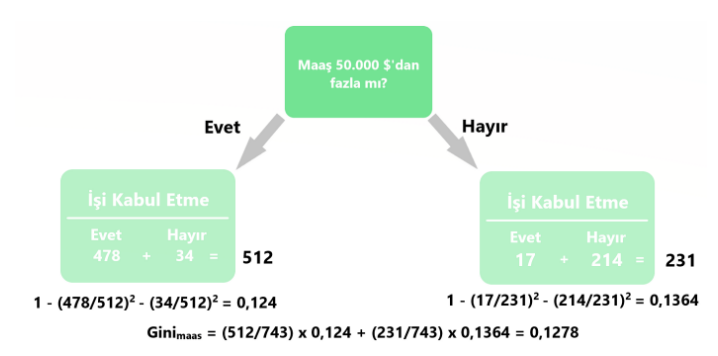 Maaş 50.000 $'dan
fazla mı?
Evet
Hayır
İşi Kabul Etme
Evet Hayır
478 + 34 = 512
1 - (478/512)² - (34/512)² = 0,124
İşi Kabul Etme
Evet Hayır
17 + 214 = 231
1 - (17/231)² - (214/231)² = 0,1364
Gini_maas = (512/743) x 0,124 + (231/743) x 0,1364 = 0,1278